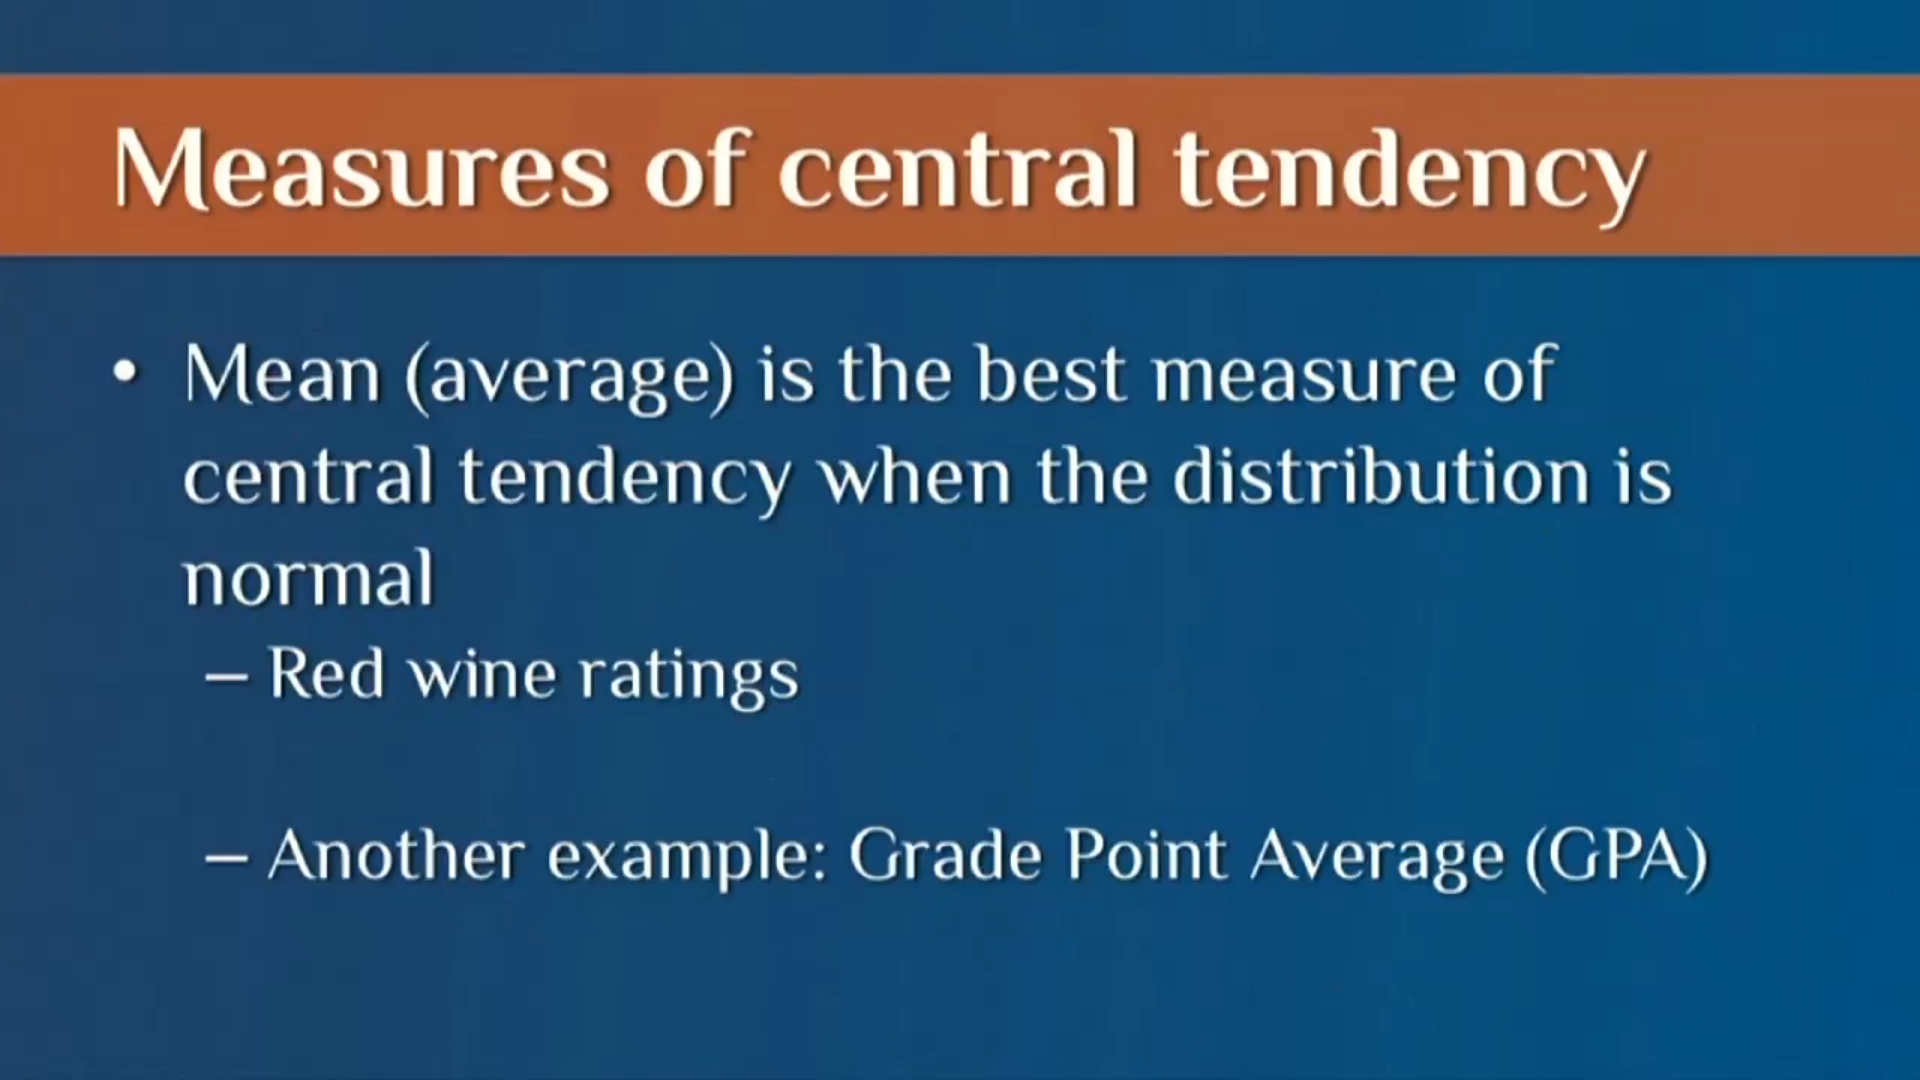 Measures of central tendency
• Mean (average) is the best measure of
central tendency when the distribution is
normal
– Red wine ratings
– Another example: Grade Point Average (GPA)